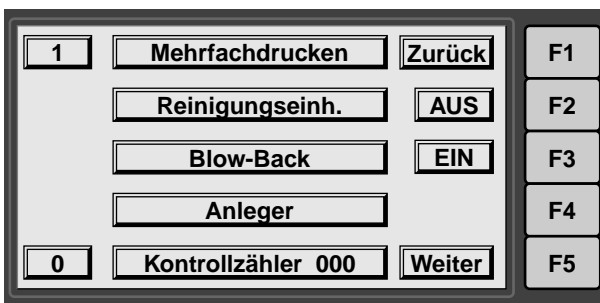 1 Mehrfachdrucken Zurück F1
Reinigungseinh. AUS F2
Blow-Back EIN F3
Anleger F4
0 Kontrollzähler 000 Weiter F5